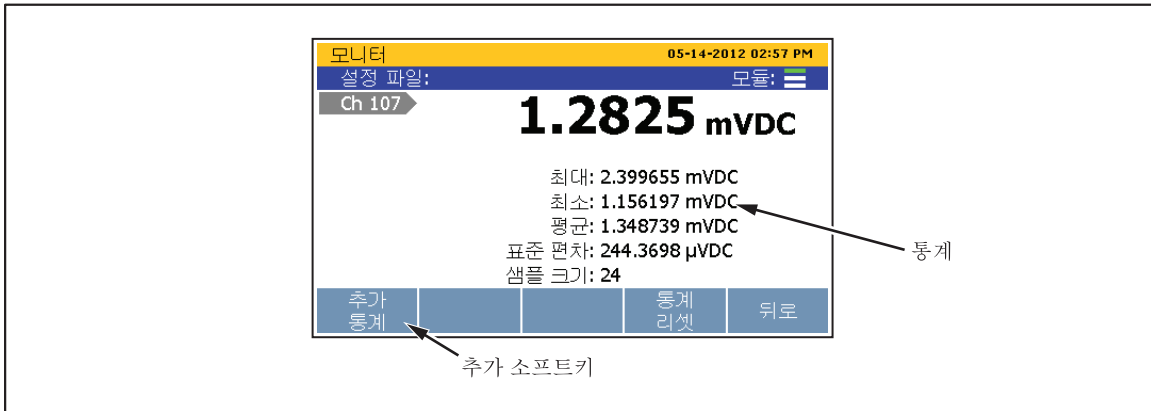 모니터 05-14-2012 02:57 PM
설정 파일: 모듈:
Ch 107
1.2825 mVDC
최대: 2.399655 mVDC
최소: 1.156197 mVDC
평균: 1.348739 mVDC
표준 편차: 244.3698 µVDC
샘플 크기: 24
통계
추가 통계 뒤로
통계 리셋
추가 소프트키